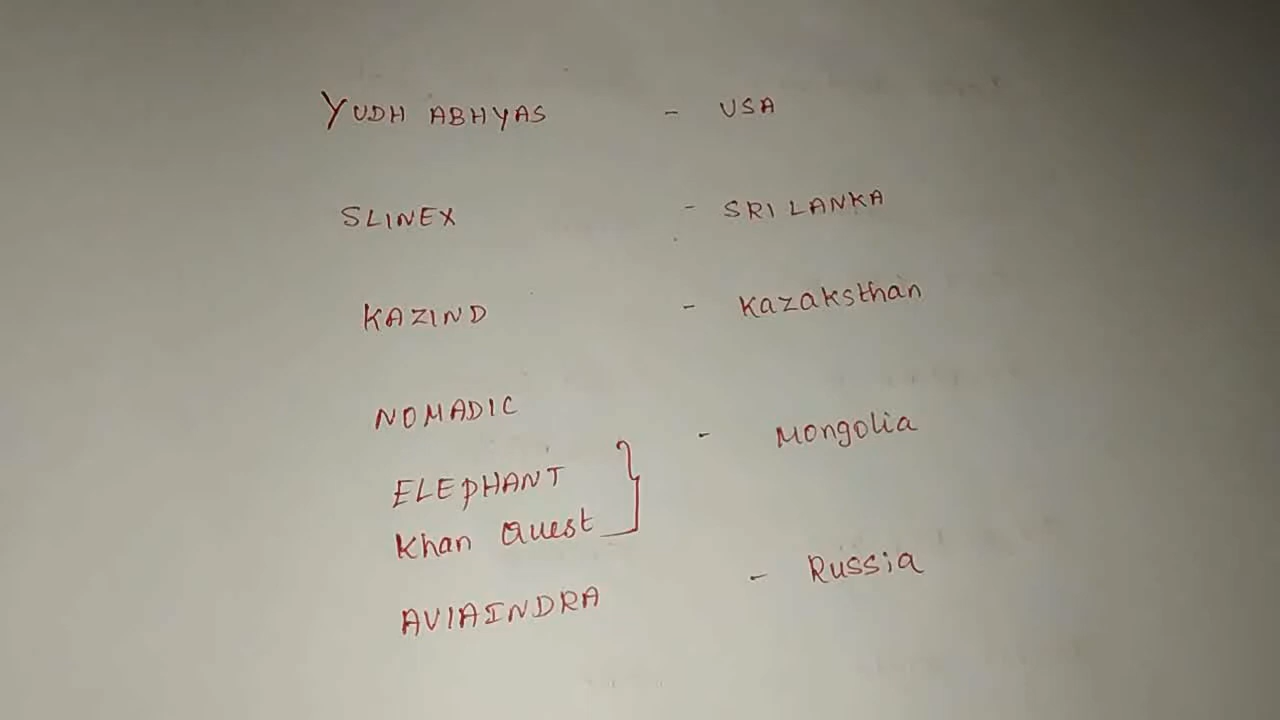 YUDH ABHYAS - USA
SLINEX - SRI LANKA
KAZIND - Kazaksthan
NOMADIC
ELEPHANT - Mongolia
Khan Quest
AVIAINDRA - Russia